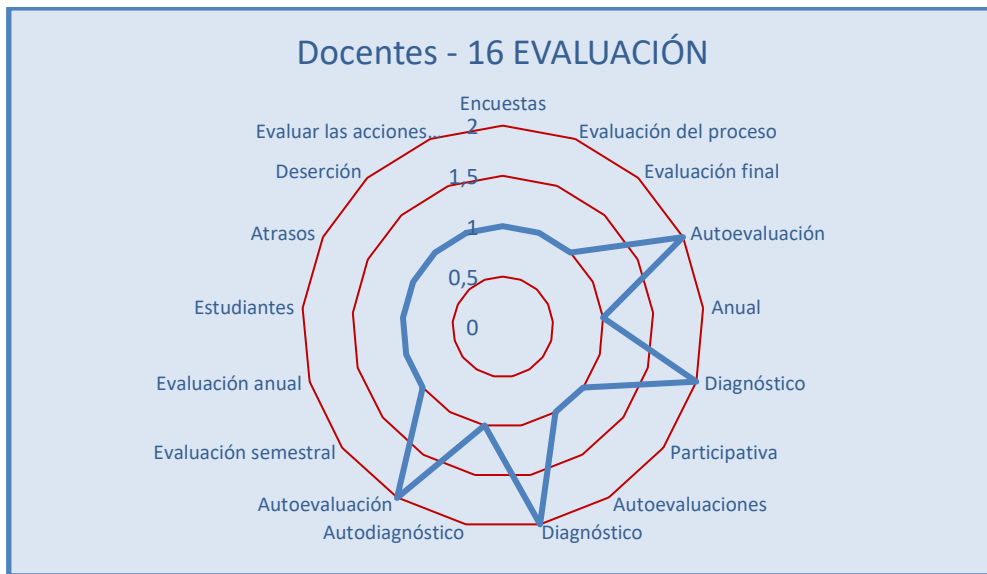 Docentes - 16 EVALUACIÓN
Encuestas
Evaluación del proceso
Evaluación final
Autoevaluación
Anual
Diagnóstico
Participativa
Autoevaluaciones
Diagnóstico
Autodiagnóstico
Autoevaluación
Evaluación semestral
Evaluación anual
Estudiantes
Atrasos
Deserción
Evaluar las acciones…
2
1,5
1
0,5
0